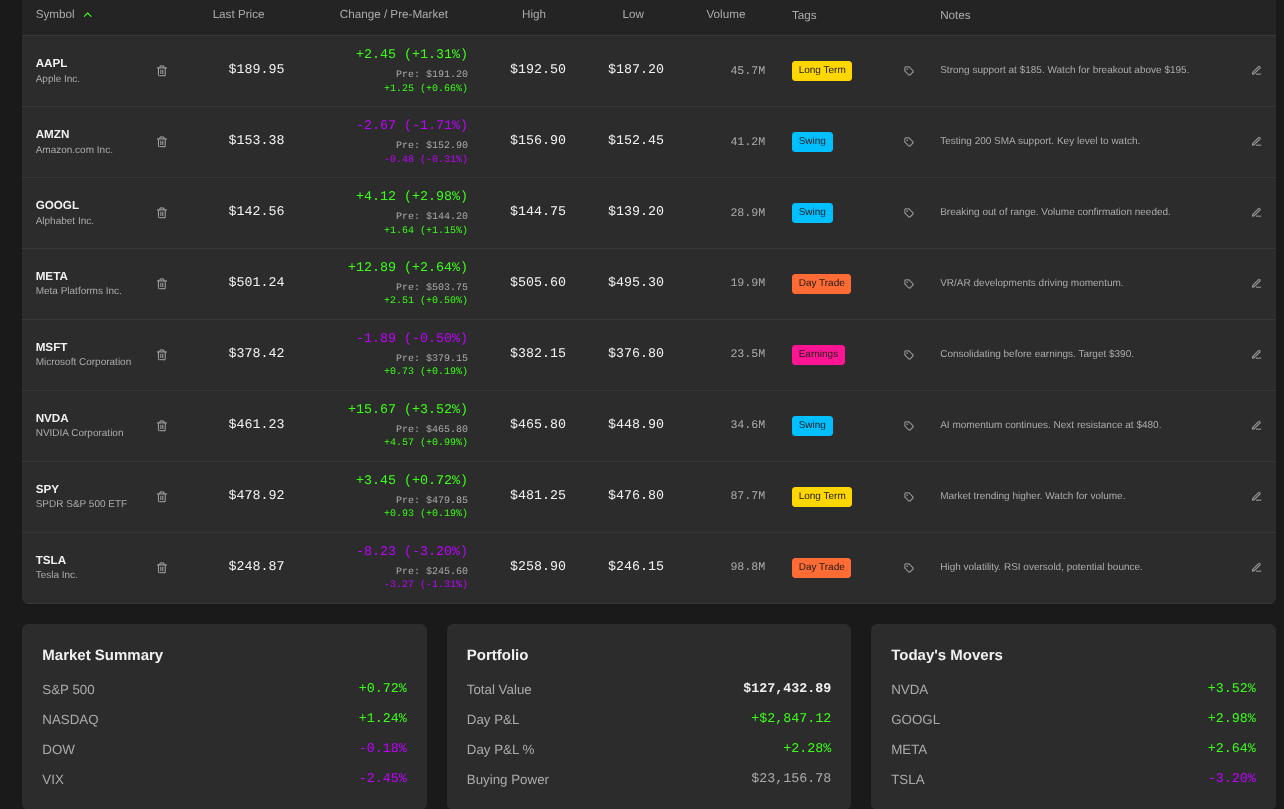 Symbol Last Price Change / Pre-Market High Low Volume Tags Notes
AAPL
Apple Inc.
$189.95
+2.45 (+1.31%)
Pre: $191.20
+1.25 (+0.66%)
$192.50 $187.20 45.7M Long Term Strong support at $185. Watch for breakout above $195.
AMZN
Amazon.com Inc.
$153.38
-2.67 (-1.71%)
Pre: $152.90
-0.48 (-0.31%)
$156.90 $152.45 41.2M Swing Testing 200 SMA support. Key level to watch.
GOOGL
Alphabet Inc.
$142.56
+4.12 (+2.98%)
Pre: $144.20
+1.64 (+1.15%)
$144.75 $139.20 28.9M Swing Breaking out of range. Volume confirmation needed.
META
Meta Platforms Inc.
$501.24
+12.89 (+2.64%)
Pre: $503.75
+2.51 (+0.50%)
$505.60 $495.30 19.9M Day Trade VR/AR developments driving momentum.
MSFT
Microsoft Corporation
$378.42
-1.89 (-0.50%)
Pre: $379.15
+0.73 (+0.19%)
$382.15 $376.80 23.5M Earnings Consolidating before earnings. Target $390.
NVDA
NVIDIA Corporation
$461.23
+15.67 (+3.52%)
Pre: $465.80
+4.57 (+0.99%)
$465.80 $448.90 34.6M Swing AI momentum continues. Next resistance at $480.
SPY
SPDR S&P 500 ETF
$478.92
+3.45 (+0.72%)
Pre: $479.85
+0.93 (+0.19%)
$481.25 $476.80 87.7M Long Term Market trending higher. Watch for volume.
TSLA
Tesla Inc.
$248.87
-8.23 (-3.20%)
Pre: $245.60
-3.27 (-1.31%)
$258.90 $246.15 98.8M Day Trade High volatility. RSI oversold, potential bounce.
Market Summary
S&P 500 +0.72%
NASDAQ +1.24%
DOW -0.18%
VIX -2.45%
Portfolio
Total Value $127,432.89
Day P&L +$2,847.12
Day P&L % +2.28%
Buying Power $23,156.78
Today's Movers
NVDA +3.52%
GOOGL +2.98%
META +2.64%
TSLA -3.20%